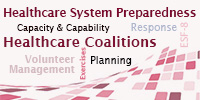 Healthcare System Preparedness
Capacity & Capability Response
ESF-8
Healthcare Coalitions
Volunteer
Management
Exercises
Planning